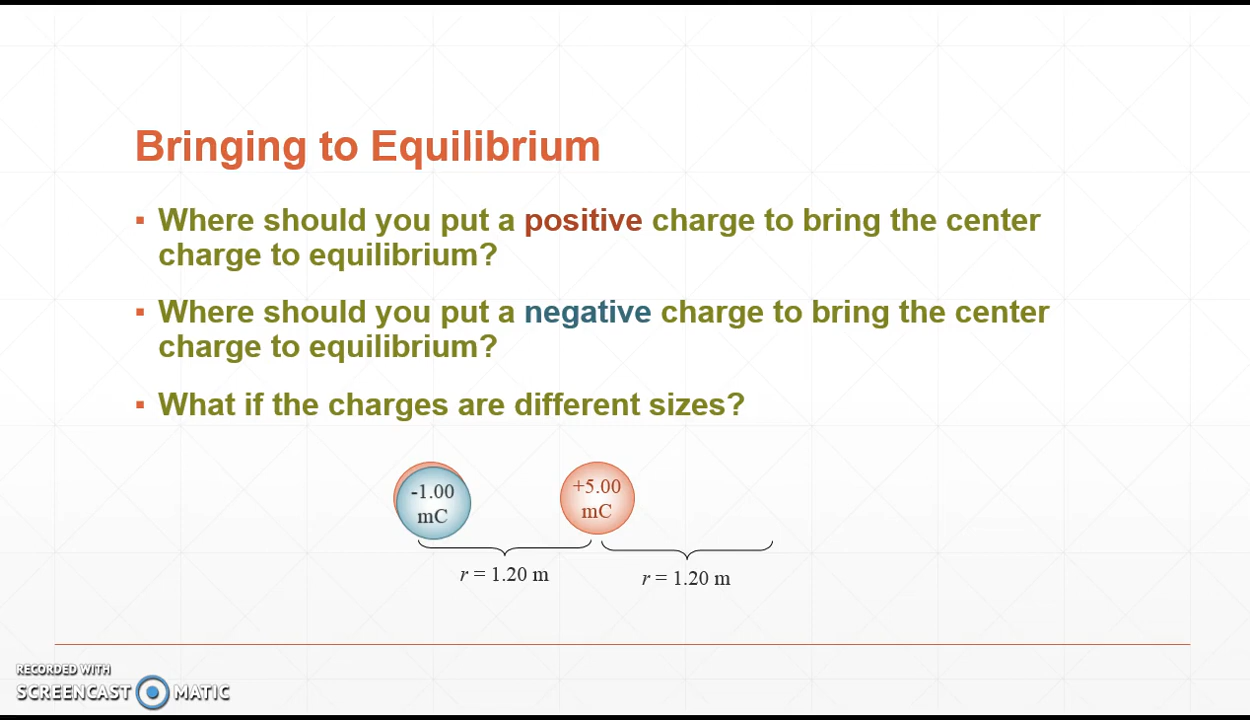 Bringing to Equilibrium
▪ Where should you put a positive charge to bring the center
charge to equilibrium?
▪ Where should you put a negative charge to bring the center
charge to equilibrium?
▪ What if the charges are different sizes?
-1.00
mC
+5.00
mC
r = 1.20 m
r = 1.20 m
RECORDED WITH
SCREENCAST MATIC